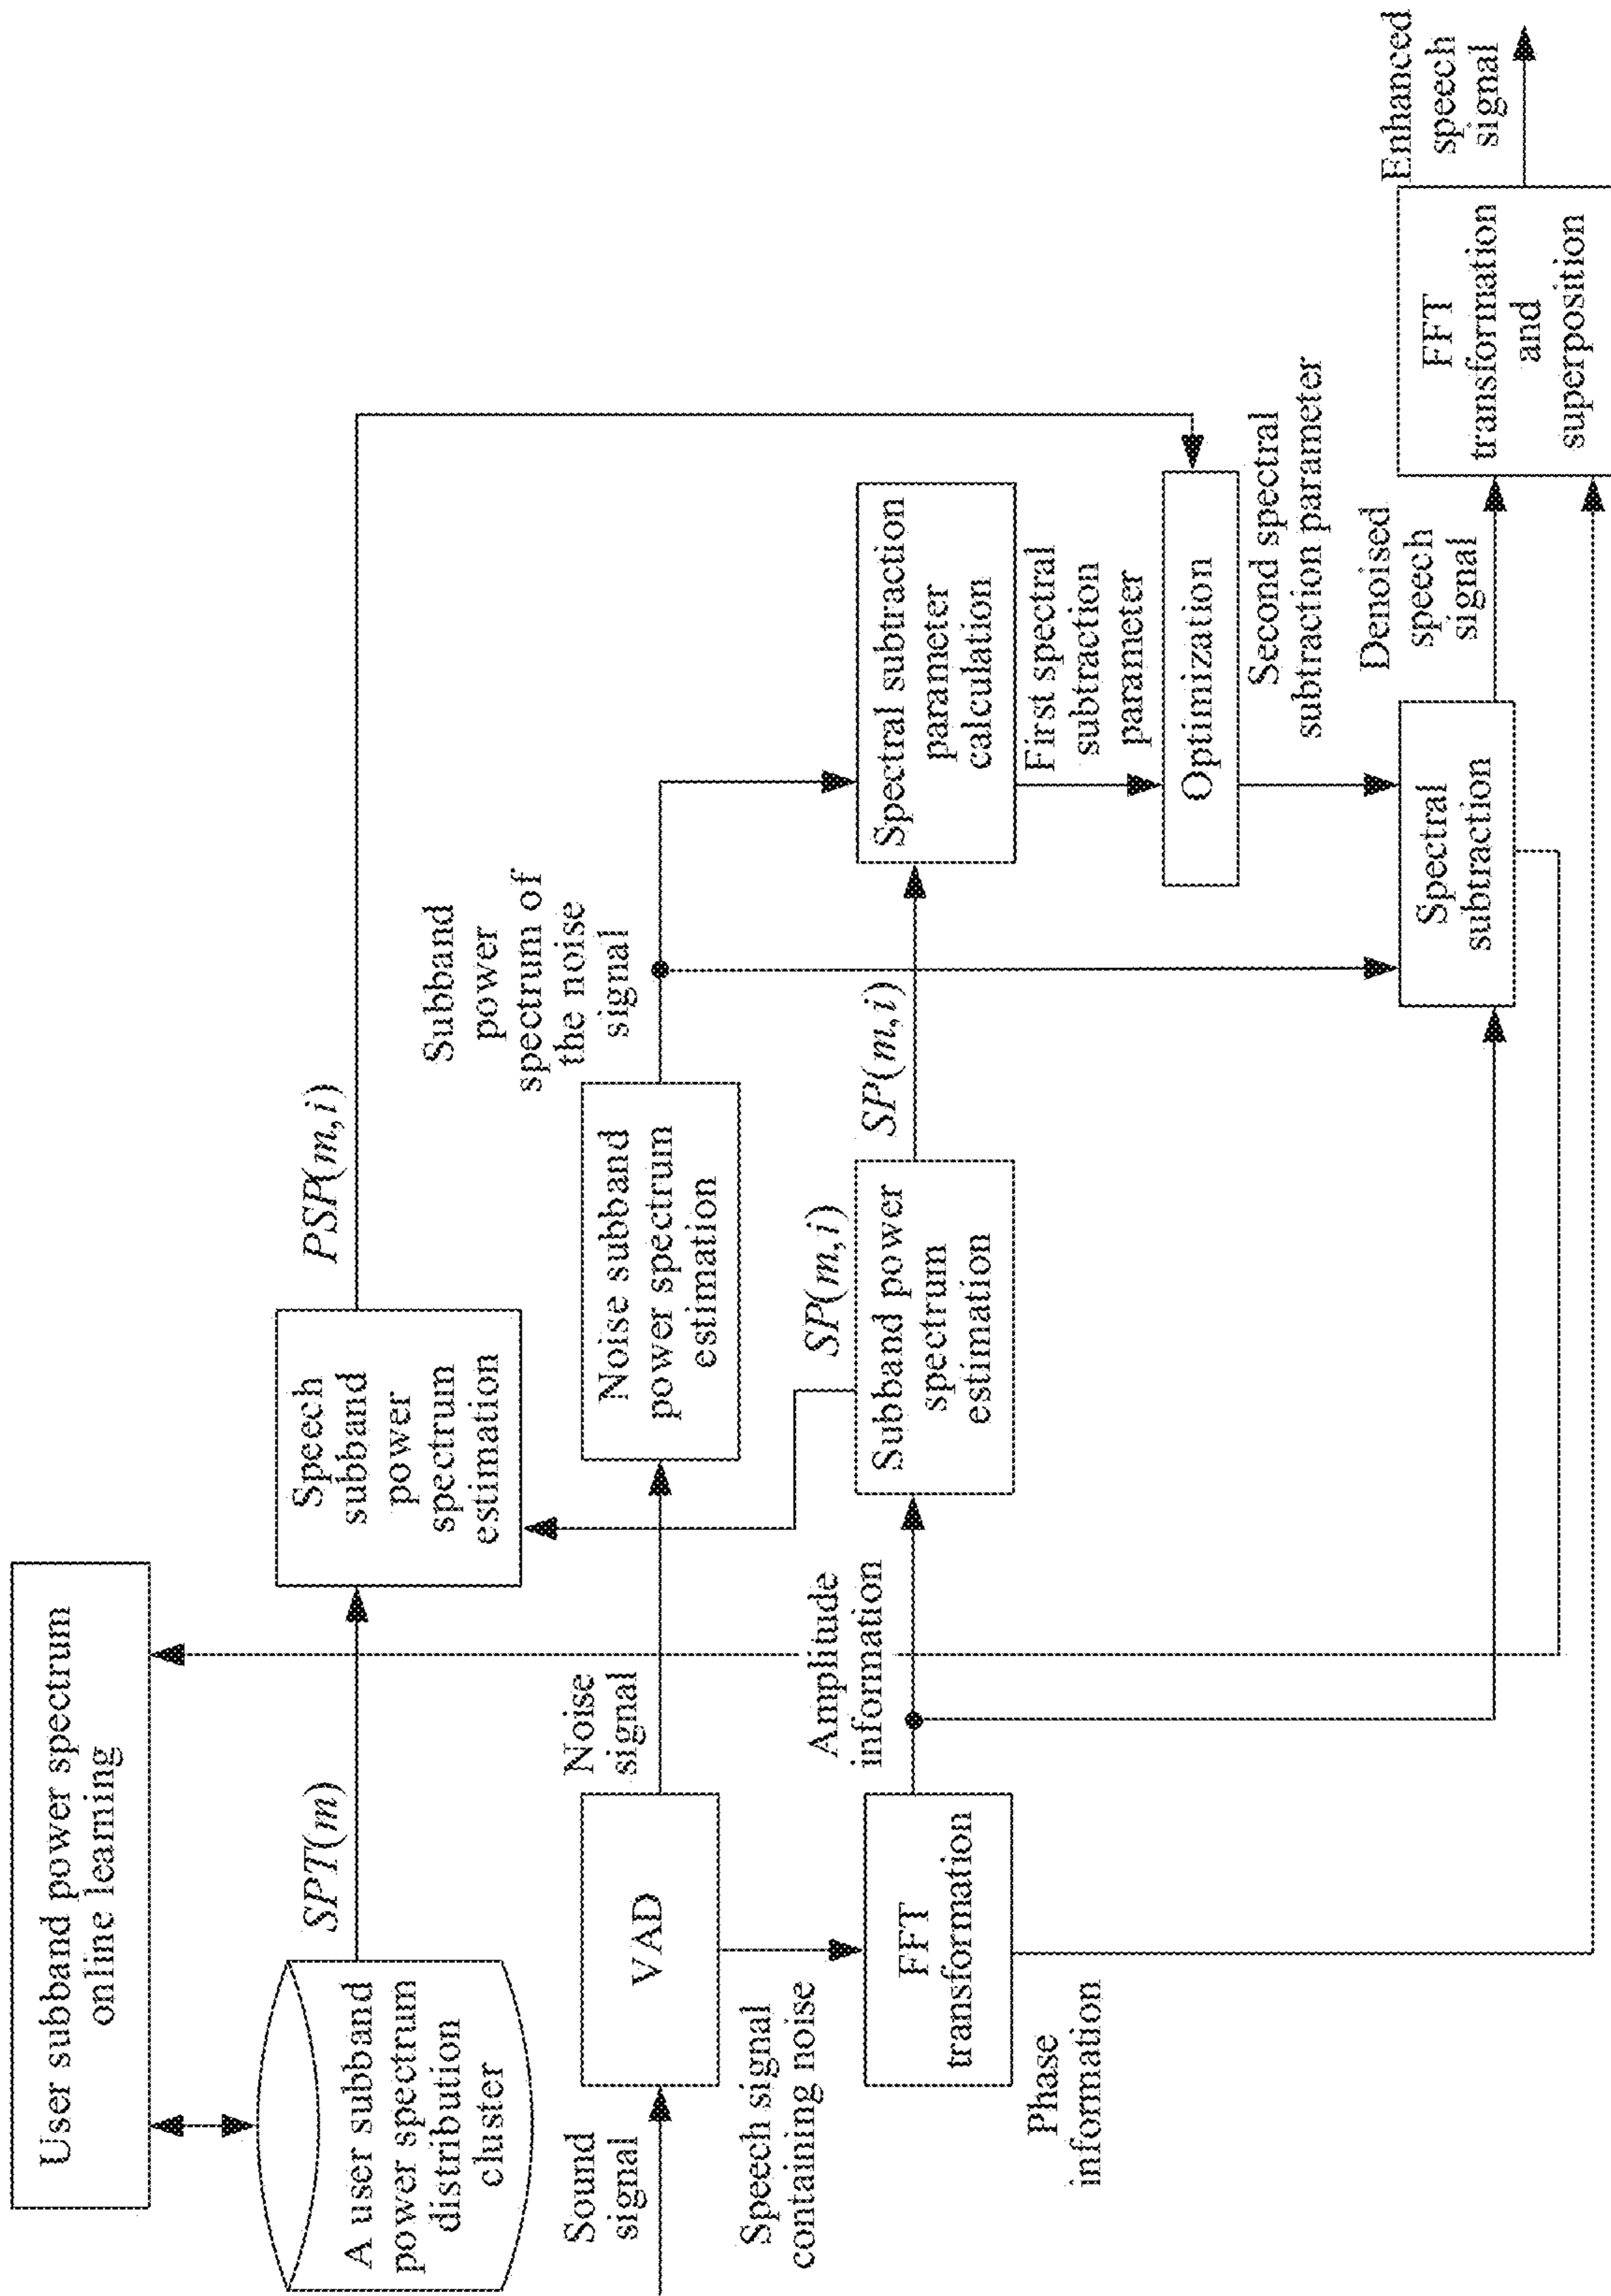 User subband power spectrum
online learning
A user subband
power spectrum
distribution
cluster
SPT(m)
Speech
subband
power
spectrum
estimation
PSP(m,i)
Sound
signal
VAD
Noise
signal
Noise subband
power spectrum
estimation
Subband
power
spectrum of
the noise
signal
Speech signal
containing noise
FFT
transformation
Amplitude
information
Subband power
spectrum
estimation
SP(m,i)
SP(m,i)
Spectral subtraction
parameter
calculation
First spectral
subtraction
parameter
Optimization
Second spectral
subtraction parameter
Phase
information
Spectral
subtraction
Denoised
speech
signal
FFT
transformation
and
superposition
Enhanced
speech
signal